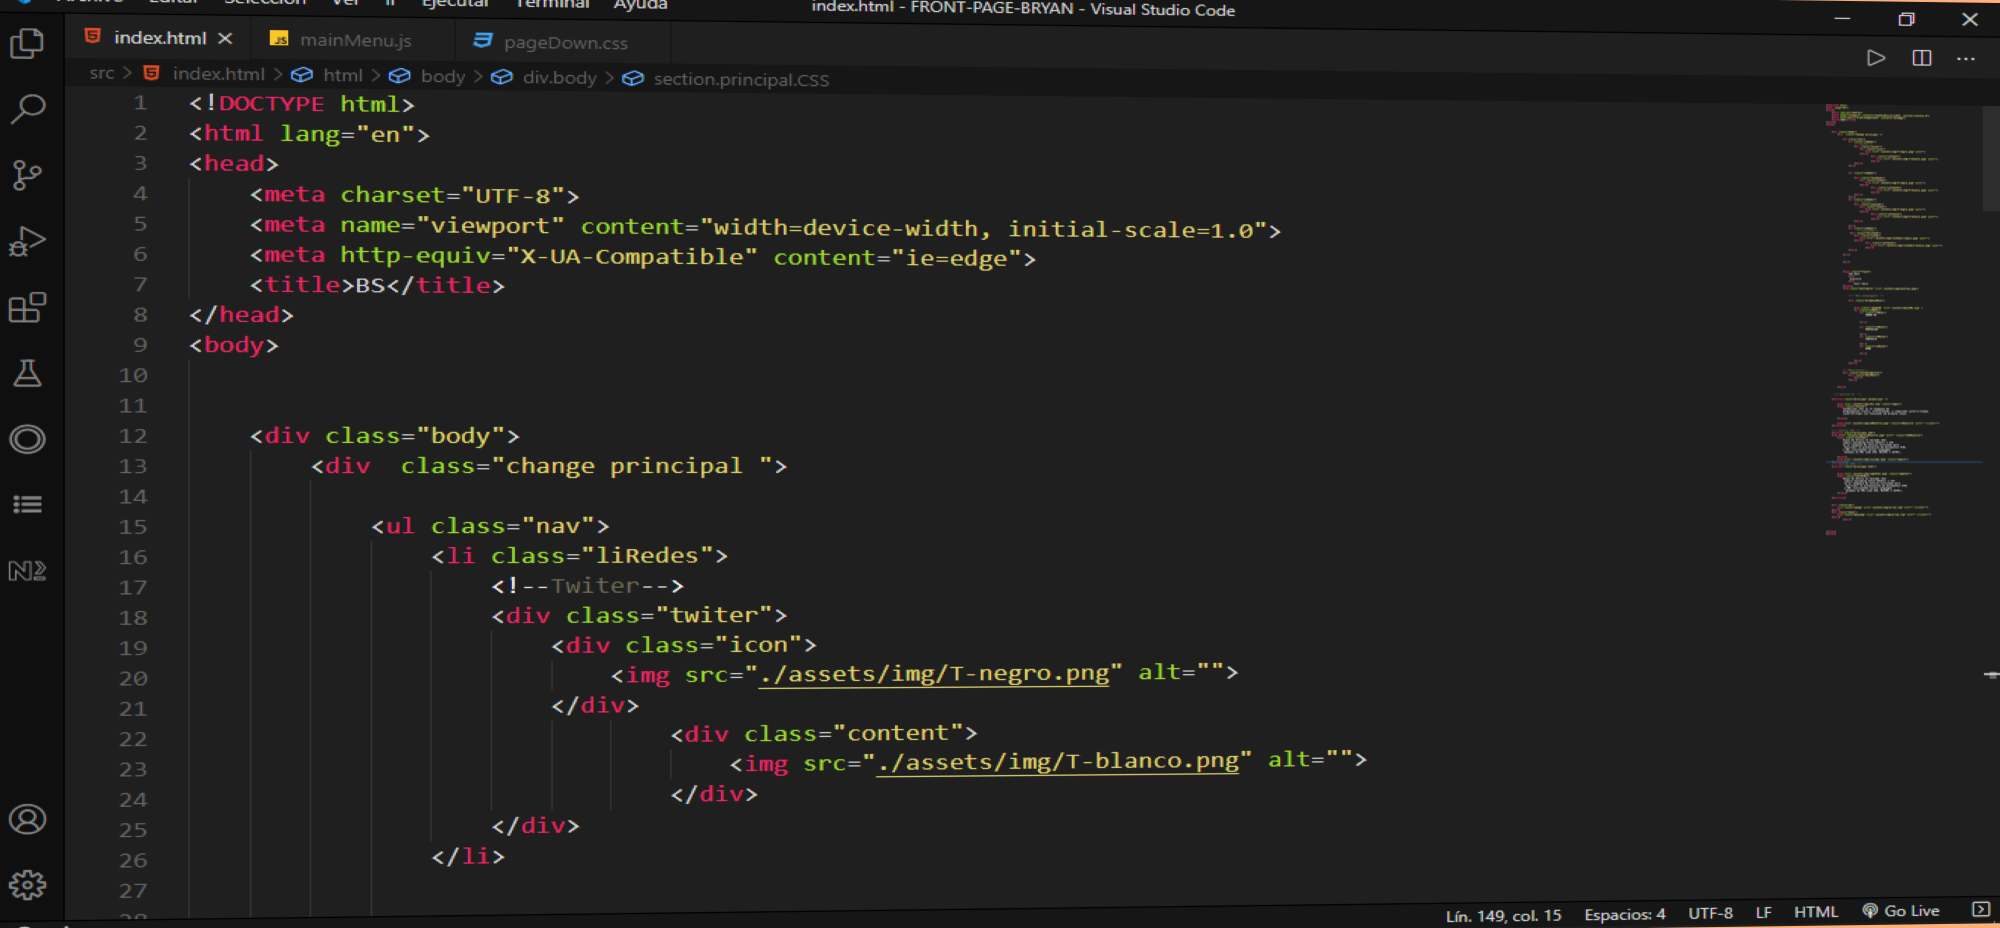 Archivo Editar Selección Ver Ir Ejecutar Terminal Ayuda index.html - FRONT-PAGE-BRYAN - Visual Studio Code
index.html JS mainMenu.js pageDown.css
src > index.html > html > body > div.body > section.principal.CSS
1 <!DOCTYPE html>
2 <html lang="en">
3 <head>
4 <meta charset="UTF-8">
5 <meta name="viewport" content="width=device-width, initial-scale=1.0">
6 <meta http-equiv="X-UA-Compatible" content="ie=edge">
7 <title>BS</title>
8 </head>
9 <body>
10
11
12 <div class="body">
13 <div  class="change principal ">
14
15 <ul class="nav">
16 <li class="liRedes">
17 <!--Twiter-->
18 <div class="twiter">
19 <div class="icon">
20 <img src="./assets/img/T-negro.png" alt="">
21 </div>
22 <div class="content">
23 <img src="./assets/img/T-blanco.png" alt="">
24 </div>
25 </div>
26 </li>
27
28
Lín. 149, col. 15 Espacios: 4 UTF-8 LF HTML Go Live